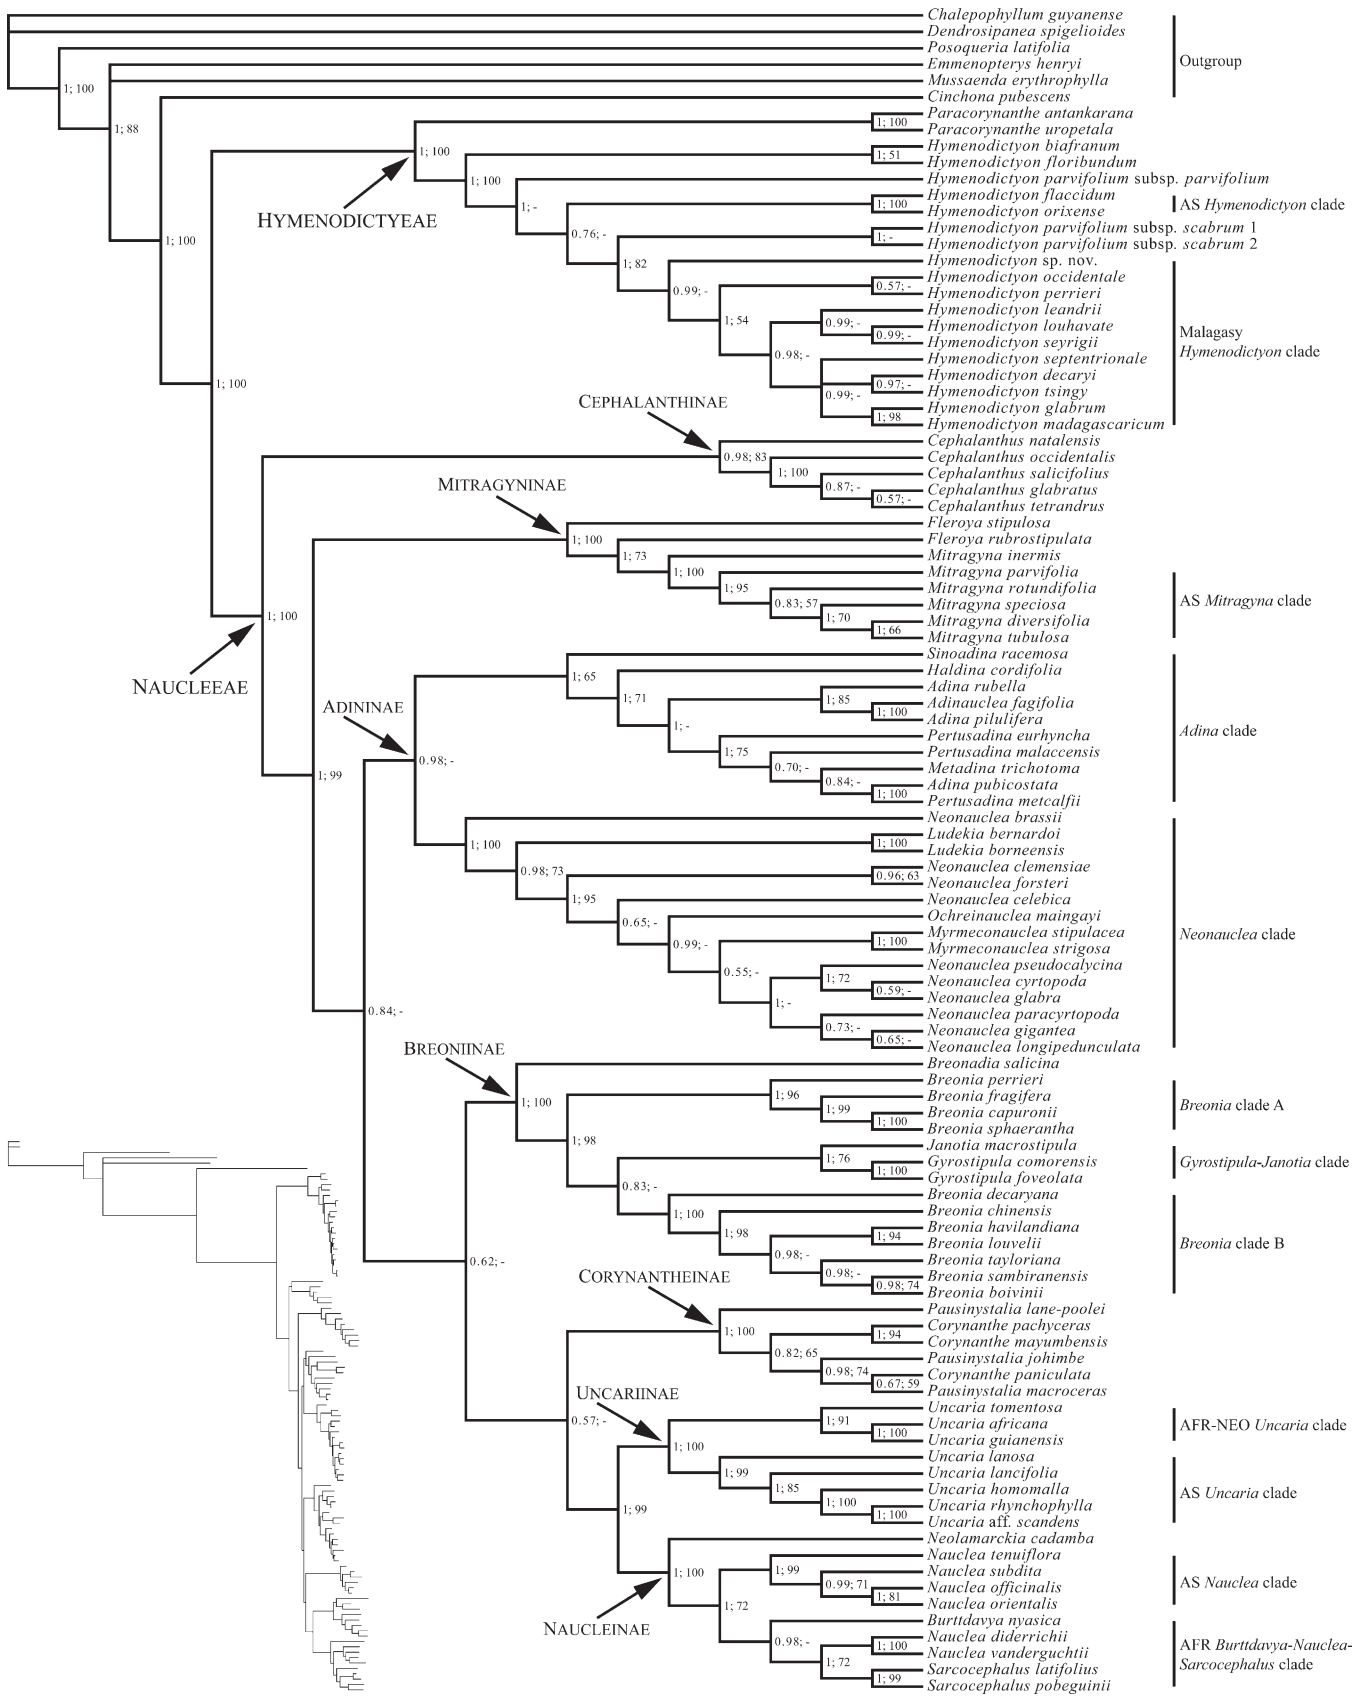 Chalepophyllum guyanense
Dendrosipanea spigelioides
Posoqueria latifolia
Emmenopterys henryi
Outgroup
Mussaenda erythrophylla
1; 100
Cinchona pubescens
Paracorynanthe antankarana
1; 100
1; 88
Paracorynanthe uropetala
Hymenodictyon biafranum
1; 100
1; 51
Hymenodictyon floribundum
1; 100
Hymenodictyon parvifolium subsp. parvifolium
Hymenodictyon flaccidum
1; -
1; 100
AS Hymenodictyon clade
Hymenodictyon orixense
HYMENODICTYEAE
Hymenodictyon parvifolium subsp. scabrum 1
0.76; -
1; -
1; 100
Hymenodictyon parvifolium subsp. scabrum 2
1; 82
Hymenodictyon sp. nov.
Hymenodictyon occidentale
0.99; -
0.57; -
Hymenodictyon perrieri
Hymenodictyon leandrii
1; 54
0.99; -
Hymenodictyon louhavate
Malagasy
Hymenodictyon clade
0.99; -
Hymenodictyon seyrigii
0.98; -
Hymenodictyon septentrionale
Hymenodictyon decaryi
1; 100
0.97; -
Hymenodictyon tsingy
0.99; -
Hymenodictyon glabrum
CEPHALANTHINAE
1; 98
Hymenodictyon madagascaricum
Cephalanthus natalensis
0.98; 83
Cephalanthus occidentalis
1; 100
Cephalanthus salicifolius
MITRAGYNINAE
0.87; -
Cephalanthus glabratus
0.57; -
Cephalanthus tetrandrus
Fleroya stipulosa
1; 100
Fleroya rubrostipulata
1; 73
Mitragyna inermis
1; 100
Mitragyna parvifolia
1; 95
Mitragyna rotundifolia
0.83; 57
Mitragyna speciosa
AS Mitragyna clade
1; 100
1; 70
Mitragyna diversifolia
1; 66
Mitragyna tubulosa
Sinoadina racemosa
1; 65
Haldina cordifolia
NAUCLEEAE
Adina rubella
1; 71
1; 85
Adinauclea fagifolia
ADININAE
1; 100
Adina pilulifera
1; -
Pertusadina eurhyncha
Adina clade
1; 75
Pertusadina malaccensis
0.98; -
0.70; -
Metadina trichotoma
1; 99
0.84; -
Adina pubicostata
1; 100
Pertusadina metcalfii
Neonauclea brassii
Ludekia bernardoi
1; 100
1; 100
Ludekia borneensis
0.98; 73
Neonauclea clemensiae
0.96; 63
Neonauclea forsteri
1; 95
Neonauclea celebica
0.65; -
Ochreinauclea maingayi
Myrmeconauclea stipulacea
0.99; -
1; 100
Neonauclea clade
Myrmeconauclea strigosa
Neonauclea pseudocalycina
0.55; -
1; 72
Neonauclea cyrtopoda
0.59; -
Neonauclea glabra
1; -
0.84; -
Neonauclea paracyrtopoda
0.73; -
Neonauclea gigantea
0.65; -
Neonauclea longipedunculata
BREONIINAE
Breonadia salicina
Breonia perrieri
1; 96
Breonia fragifera
1; 100
1; 99
Breonia clade A
Breonia capuronii
1; 100
Breonia sphaerantha
1; 98
Janotia macrostipula
1; 76
Gyrostipula comorensis
Gyrostipula-Janotia clade
1; 100
Gyrostipula foveolata
0.83; -
Breonia decaryana
1; 100
Breonia chinensis
Breonia havilandiana
1; 98
1; 94
Breonia louvelii
Breonia clade B
0.98; -
Breonia tayloriana
0.62; -
0.98; -
Breonia sambiranensis
CORYNANTHEINAE
0.98; 74
Breonia boivinii
Pausinystalia lane-poolei
Corynanthe pachyceras
1; 100
1; 94
Corynanthe mayumbensis
0.82; 65
Pausinystalia johimbe
0.98; 74
Corynanthe paniculata
UNCARIINAE
0.67; 59
Pausinystalia macroceras
Uncaria tomentosa
0.57; -
1; 91
Uncaria africana
AFR-NEO Uncaria clade
1; 100
1; 100
Uncaria guianensis
Uncaria lanosa
1; 99
Uncaria lancifolia
1; 85
Uncaria homomalla
AS Uncaria clade
1; 99
1; 100
Uncaria rhynchophylla
1; 100
Uncaria aff. scandens
Neolamarckia cadamba
Nauclea tenuiflora
1; 100
1; 99
Nauclea subdita
0.99; 71
Nauclea officinalis
AS Nauclea clade
1; 81
Nauclea orientalis
1; 72
Burttdavya nyasica
NAUCLEINAE
Nauclea diderrichii
0.98; -
1; 100
AFR Burttdavya-Nauclea-
Sarcocephalus clade
Nauclea vanderguchtii
1; 72
Sarcocephalus latifolius
1; 99
Sarcocephalus pobeguinii